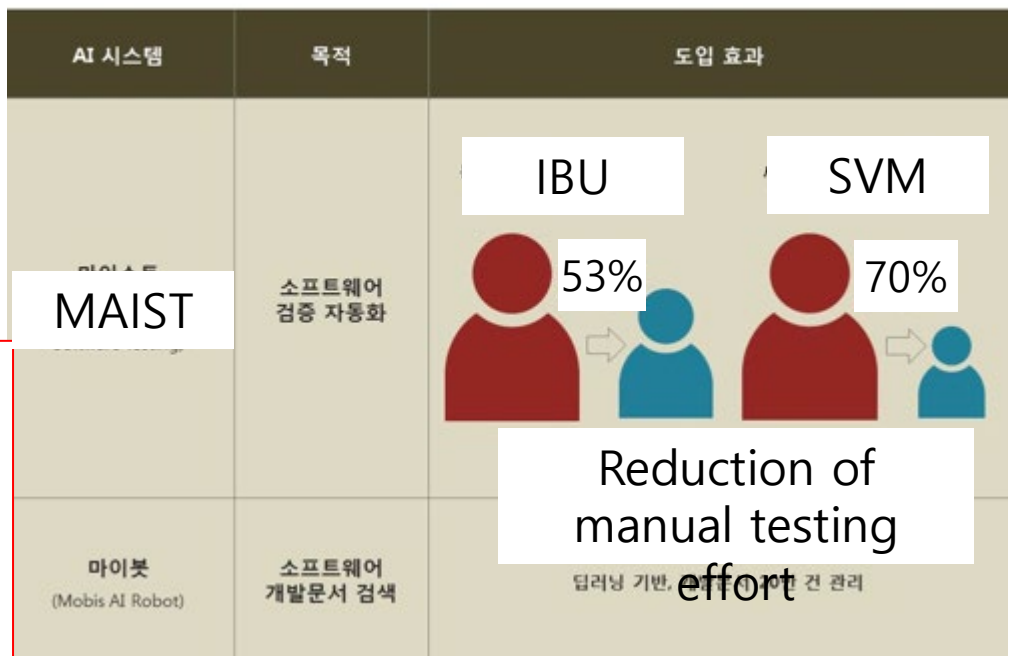 AI 시스템
목적
도입 효과
IBU
SVM
53%
70%
MAIST
소프트웨어
검증 자동화
Reduction of
manual testing
effort
마이봇
(Mobis AI Robot)
소프트웨어
개발문서 검색
딥러닝 기반, 건 관리